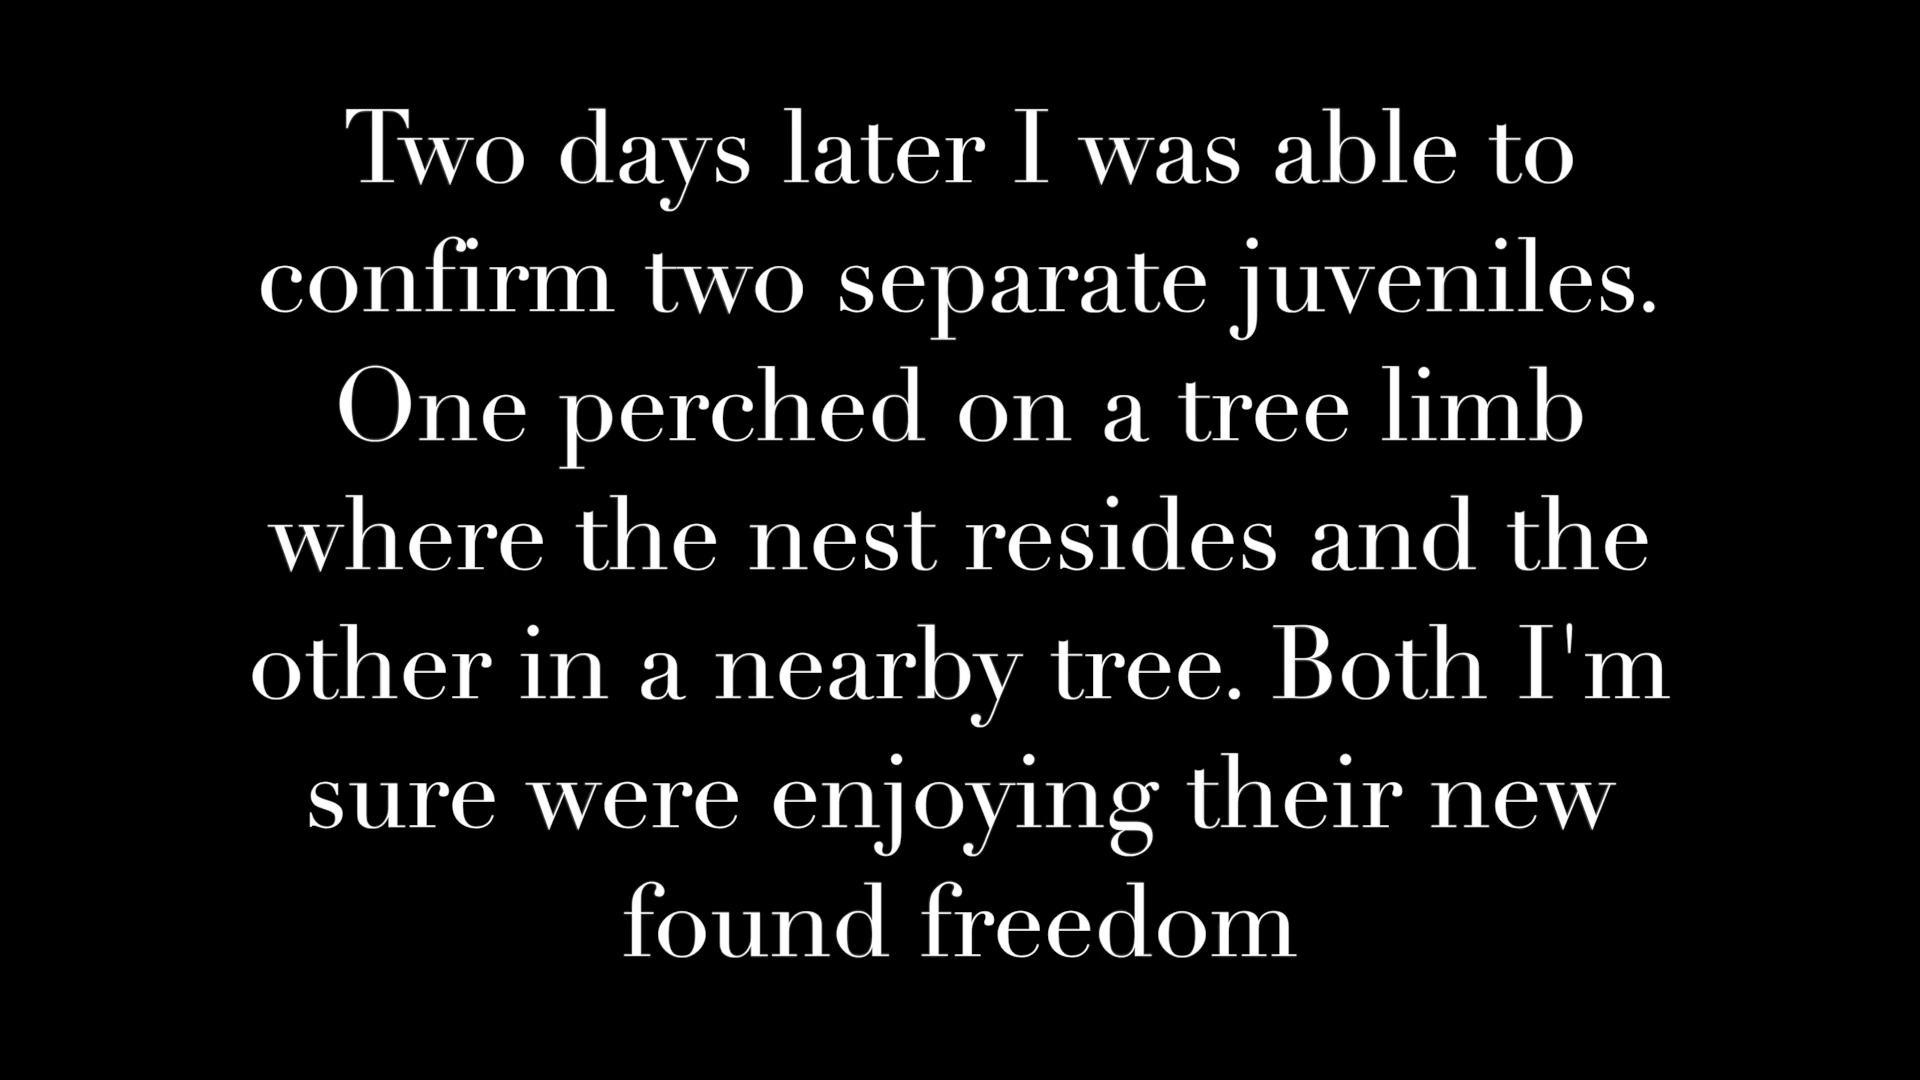 Two days later I was able to
confirm two separate juveniles.
One perched on a tree limb
where the nest resides and the
other in a nearby tree. Both I'm
sure were enjoying their new
found freedom